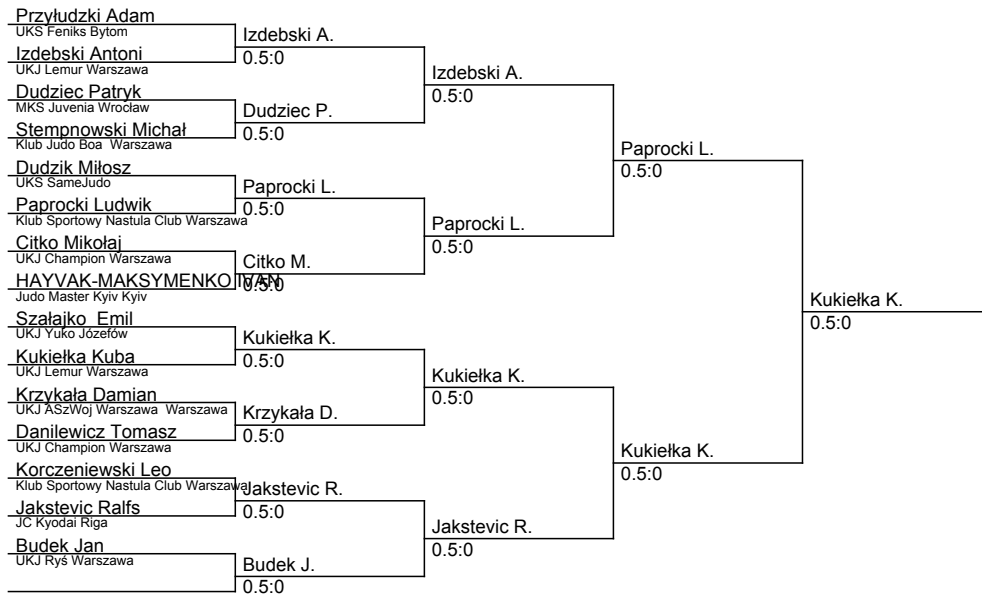 Przyłudzki Adam
UKS Feniks Bytom
Izdebski Antoni
UKJ Lemur Warszawa
Dudziec Patryk
MKS Juvenia Wrocław
Stempnowski Michał
Klub Judo Boa  Warszawa
Dudzik Miłosz
UKS SameJudo
Paprocki Ludwik
Klub Sportowy Nastula Club Warszawa
Citko Mikołaj
UKJ Champion Warszawa
HAYVAK-MAKSYMENKO IVAN
Judo Master Kyiv Kyiv
Szałajko  Emil
UKJ Yuko Józefów
Kukiełka Kuba
UKJ Lemur Warszawa
Krzykała Damian
UKJ ASzWoj Warszawa  Warszawa
Danilewicz Tomasz
UKJ Champion Warszawa
Korczeniewski Leo
Klub Sportowy Nastula Club Warszawa
Jakstevic Ralfs
JC Kyodai Riga
Budek Jan
UKJ Ryś Warszawa
Izdebski A.
0.5:0
Dudziec P.
0.5:0
Paprocki L.
0.5:0
Citko M.
0.5:0
Kukiełka K.
0.5:0
Krzykała D.
0.5:0
Jakstevic R.
0.5:0
Budek J.
0.5:0
Izdebski A.
0.5:0
Paprocki L.
0.5:0
Kukiełka K.
0.5:0
Jakstevic R.
0.5:0
Paprocki L.
0.5:0
Kukiełka K.
0.5:0
Kukiełka K.
0.5:0